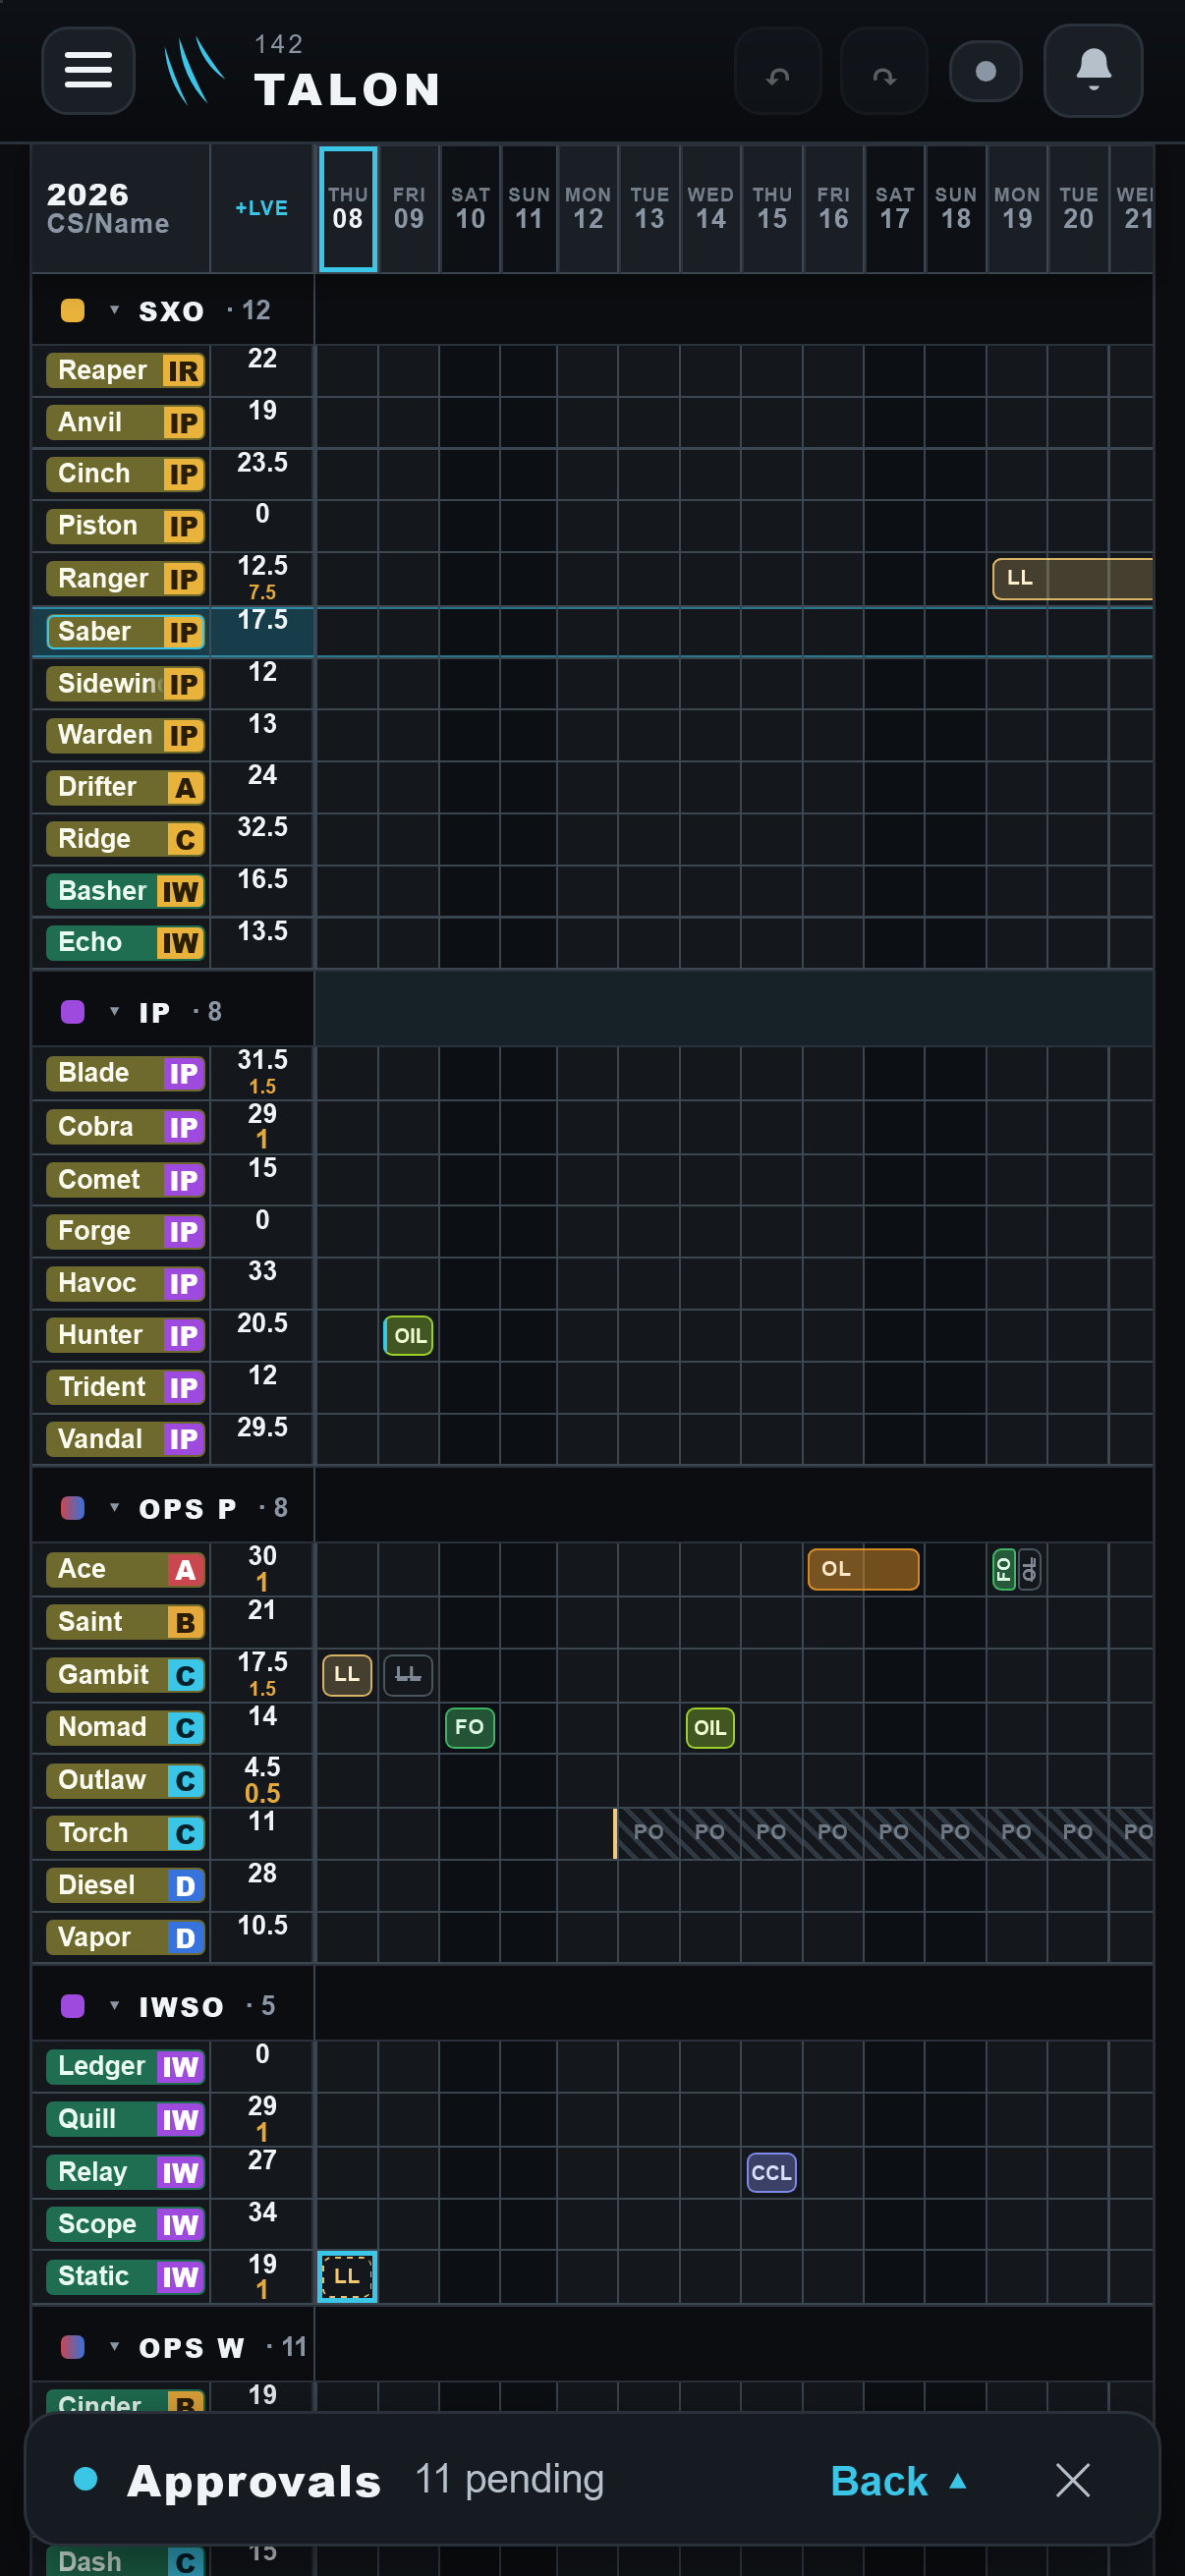 142
TALON
2026
CS/Name
+LVE
THU 08 FRI 09 SAT 10 SUN 11 MON 12 TUE 13 WED 14 THU 15 FRI 16 SAT 17 SUN 18 MON 19 TUE 20 WE 21
SXO · 12
Reaper IR 22
Anvil IP 19
Cinch IP 23.5
Piston IP 0
Ranger IP 12.5 7.5 LL
Saber IP 17.5
Sidewin IP 12
Warden IP 13
Drifter A 24
Ridge C 32.5
Basher IW 16.5
Echo IW 13.5
IP · 8
Blade IP 31.5 1.5
Cobra IP 29 1
Comet IP 15
Forge IP 0
Havoc IP 33
Hunter IP 20.5 OIL
Trident IP 12
Vandal IP 29.5
OPS P · 8
Ace A 30 1 OL FO OL
Saint B 21
Gambit C 17.5 1.5 LL LL
Nomad C 14 FO OIL
Outlaw C 4.5 0.5
Torch C 11 PO PO PO PO PO PO PO PO PO
Diesel D 28
Vapor D 10.5
IWSO · 5
Ledger IW 0
Quill IW 29 1
Relay IW 27 CCL
Scope IW 34
Static IW 19 1 LL
OPS W · 11
Cinder B 19
Approvals 11 pending Back
Dash C 15